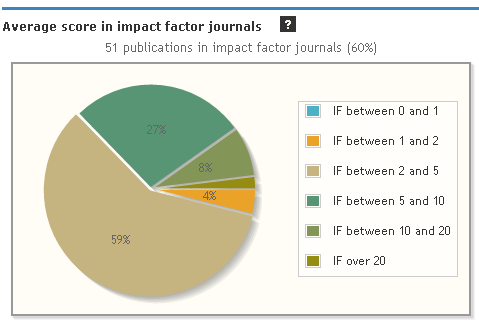 Average score in impact factor journals ?
51 publications in impact factor journals (60%)
27%
8%
4%
59%
IF between 0 and 1
IF between 1 and 2
IF between 2 and 5
IF between 5 and 10
IF between 10 and 20
IF over 20